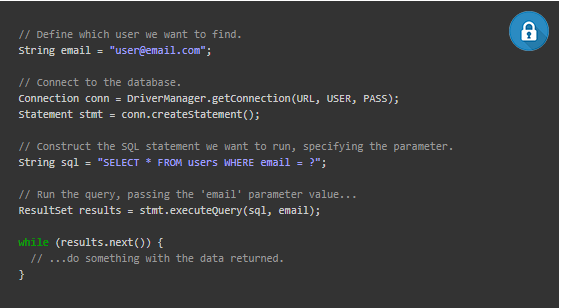 // Define which user we want to find.
String email = "user@email.com";
// Connect to the database.
Connection conn = DriverManager.getConnection(URL, USER, PASS);
Statement stmt = conn.createStatement();
// Construct the SQL statement we want to run, specifying the parameter.
String sql = "SELECT * FROM users WHERE email = ?";
// Run the query, passing the 'email' parameter value...
ResultSet results = stmt.executeQuery(sql, email);
while (results.next()) {
// ...do something with the data returned.
}